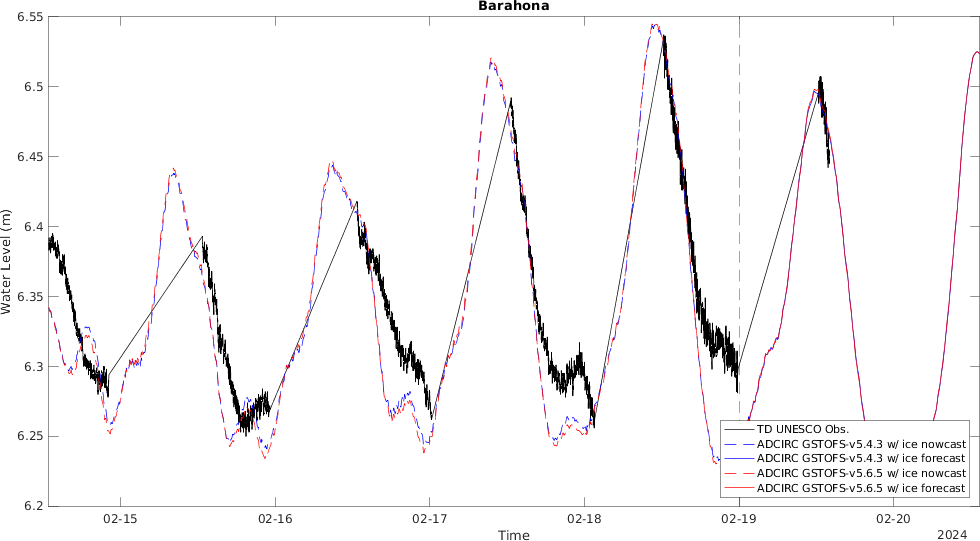 Barahona
6.55
6.5
6.45
6.4
6.35
6.3
6.25
6.2
Water Level (m)
TD UNESCO Obs.
ADCIRC GSTOFS-v5.4.3 w/ ice nowcast
ADCIRC GSTOFS-v5.4.3 w/ ice forecast
ADCIRC GSTOFS-v5.6.5 w/ ice nowcast
ADCIRC GSTOFS-v5.6.5 w/ ice forecast
02-15 02-16 02-17 02-18 02-19 02-20
Time
2024